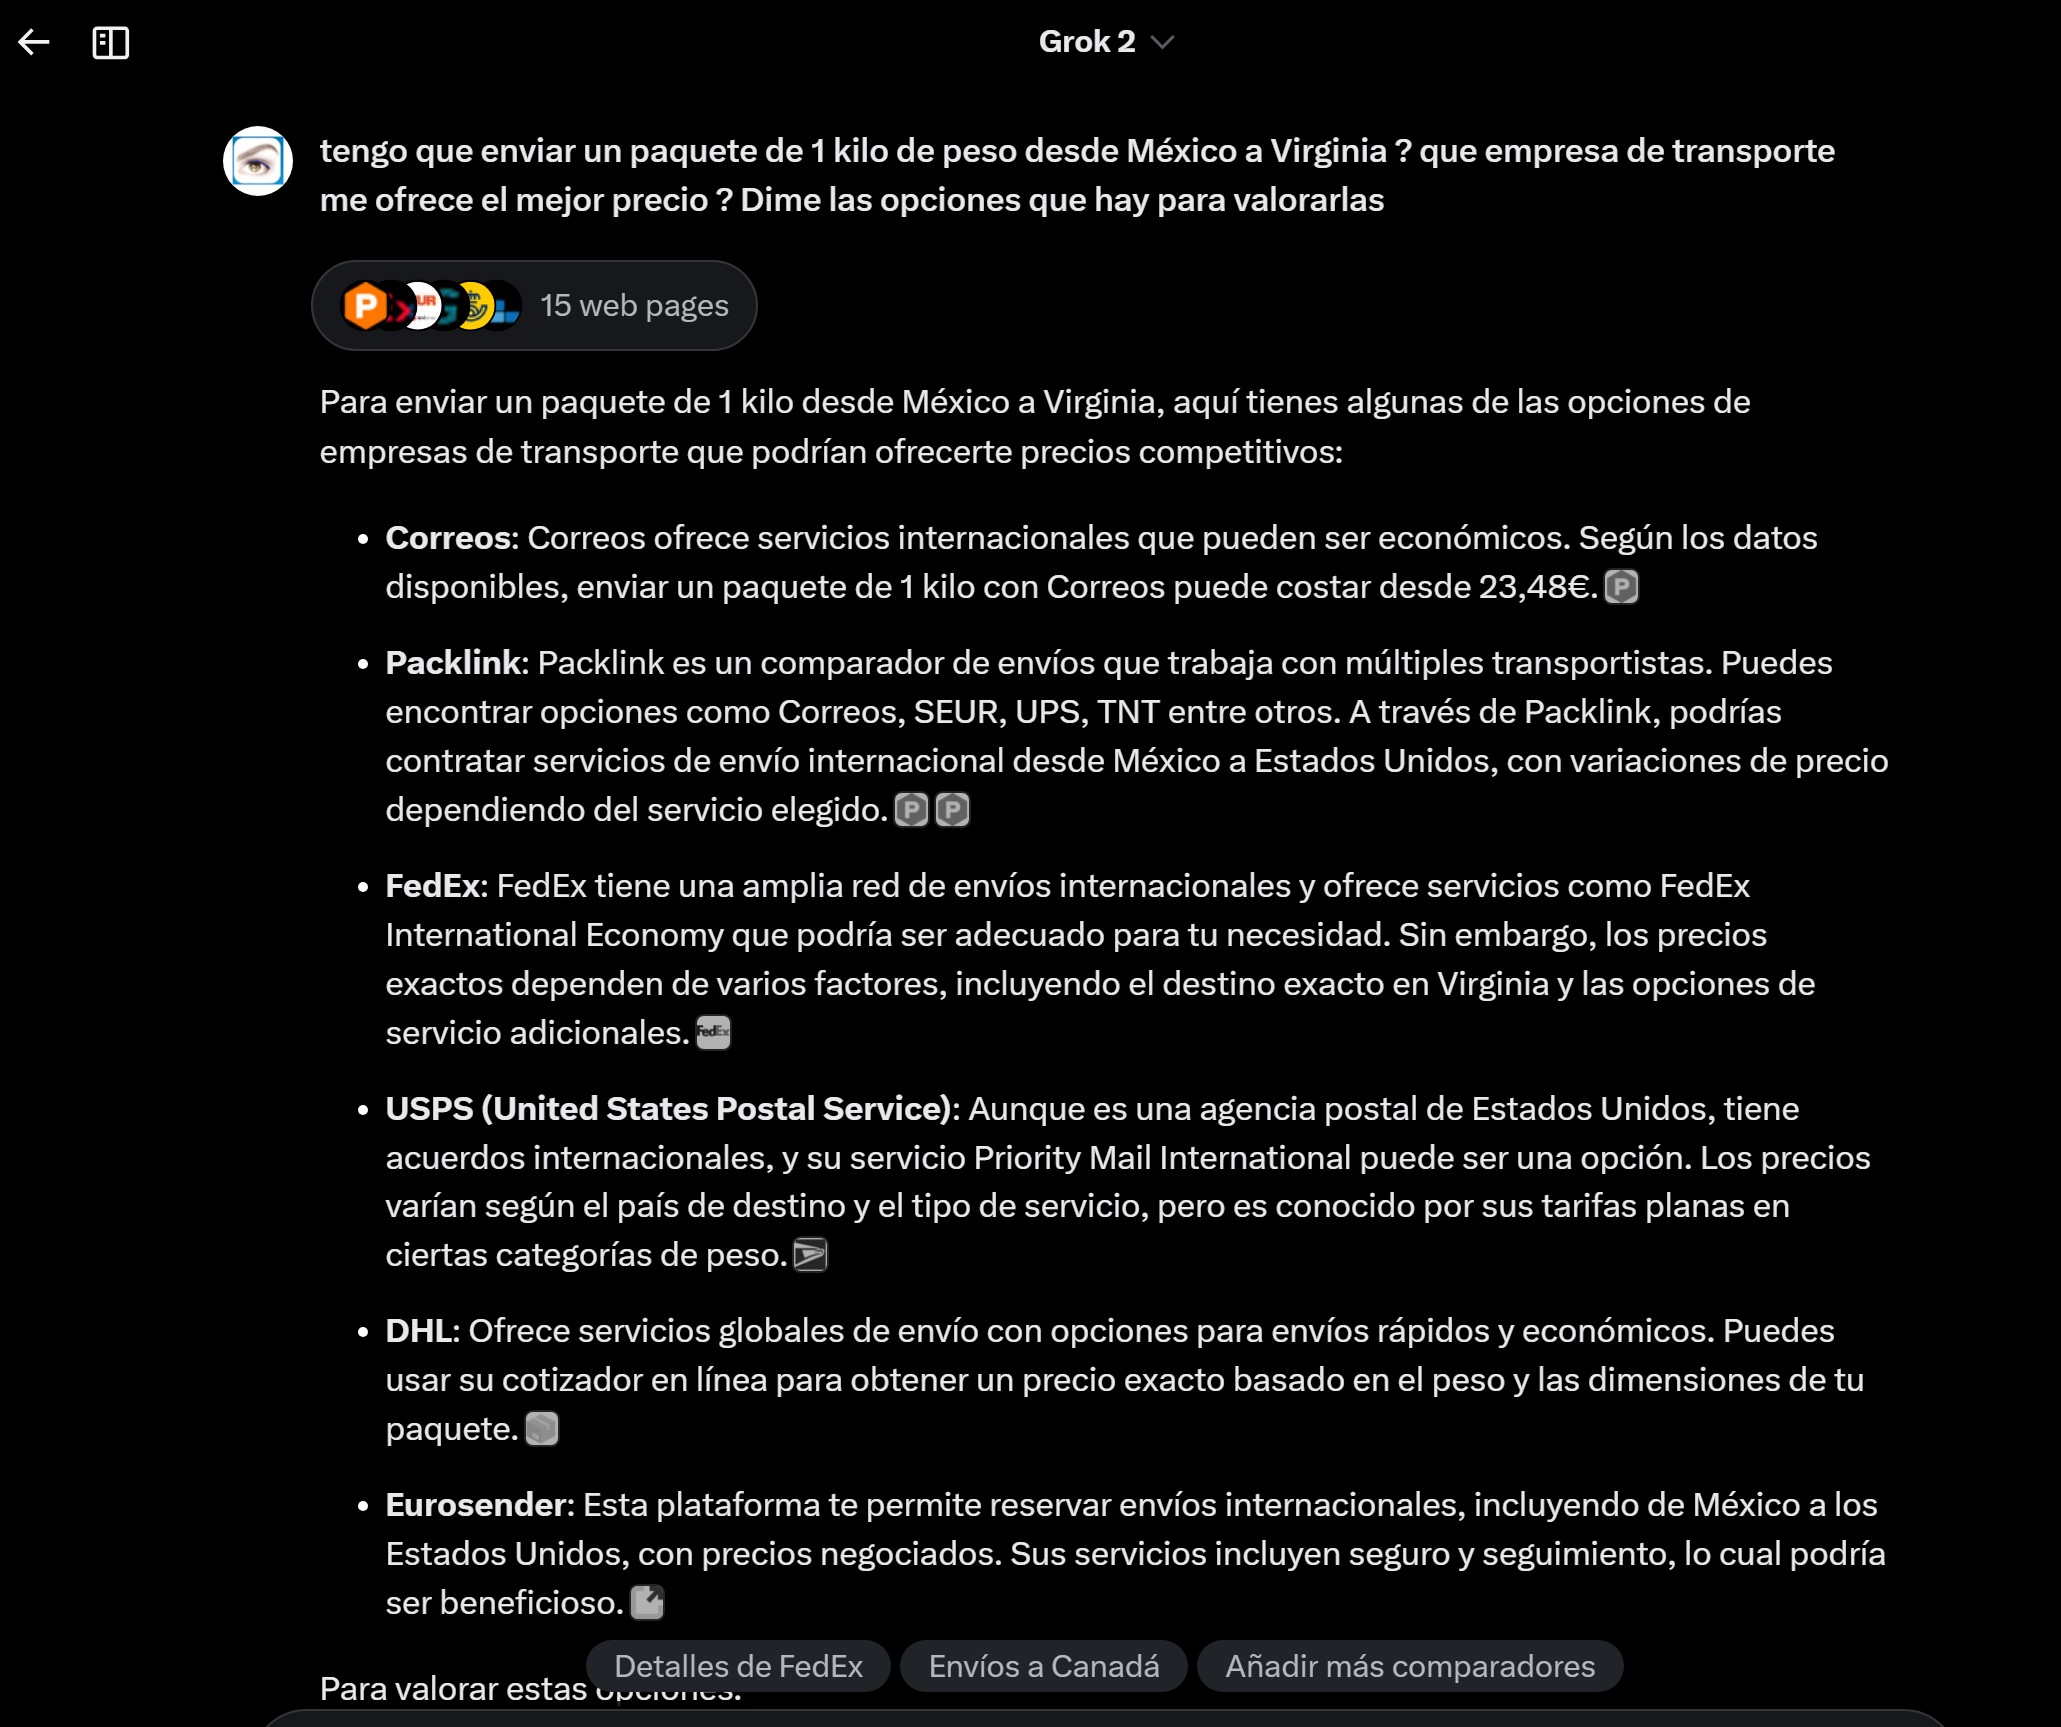 Grok 2
tengo que enviar un paquete de 1 kilo de peso desde México a Virginia ? que empresa de transporte
me ofrece el mejor precio ? Dime las opciones que hay para valorarlas
15 web pages
Para enviar un paquete de 1 kilo desde México a Virginia, aquí tienes algunas de las opciones de
empresas de transporte que podrían ofrecerte precios competitivos:
• Correos: Correos ofrece servicios internacionales que pueden ser económicos. Según los datos
disponibles, enviar un paquete de 1 kilo con Correos puede costar desde 23,48€.
• Packlink: Packlink es un comparador de envíos que trabaja con múltiples transportistas. Puedes
encontrar opciones como Correos, SEUR, UPS, TNT entre otros. A través de Packlink, podrías
contratar servicios de envío internacional desde México a Estados Unidos, con variaciones de precio
dependiendo del servicio elegido.
• FedEx: FedEx tiene una amplia red de envíos internacionales y ofrece servicios como FedEx
International Economy que podría ser adecuado para tu necesidad. Sin embargo, los precios
exactos dependen de varios factores, incluyendo el destino exacto en Virginia y las opciones de
servicio adicionales. FedEx
• USPS (United States Postal Service): Aunque es una agencia postal de Estados Unidos, tiene
acuerdos internacionales, y su servicio Priority Mail International puede ser una opción. Los precios
varían según el país de destino y el tipo de servicio, pero es conocido por sus tarifas planas en
ciertas categorías de peso.
• DHL: Ofrece servicios globales de envío con opciones para envíos rápidos y económicos. Puedes
usar su cotizador en línea para obtener un precio exacto basado en el peso y las dimensiones de tu
paquete.
• Eurosender: Esta plataforma te permite reservar envíos internacionales, incluyendo de México a los
Estados Unidos, con precios negociados. Sus servicios incluyen seguro y seguimiento, lo cual podría
ser beneficioso.
Detalles de FedEx
Envíos a Canadá
Añadir más comparadores
Para valorar estas opciones: